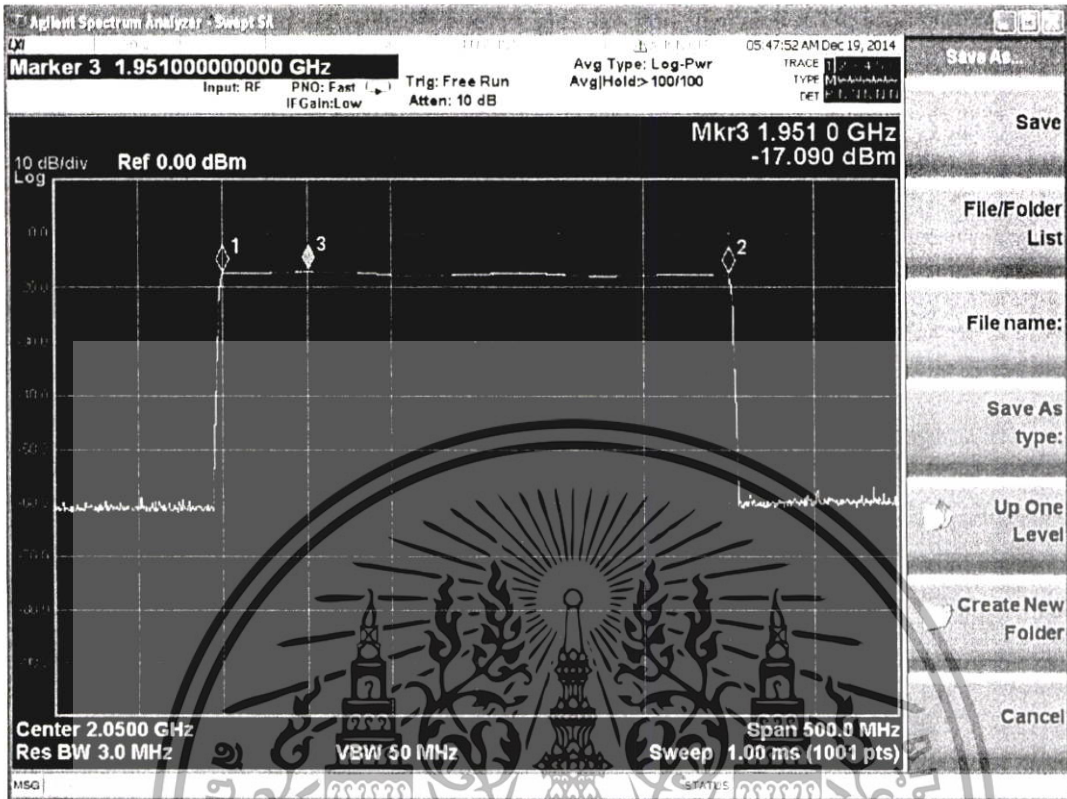 Agilent Spectrum Analyzer - Swept SA
LXI
05:47:52 AM Dec 19, 2014
Marker 3 1.951000000000 GHz
Input: RF
PNO: Fast
IFGain:Low
Trig: Free Run
Atten: 10 dB
Avg Type: Log-Pwr
Avg|Hold:>100/100
TRACE
TYPE
DET
Mkr3 1.951 0 GHz
-17.090 dBm
10 dB/div
Log
Ref 0.00 dBm
1
3
2
Center 2.0500 GHz
Res BW 3.0 MHz
VBW 50 MHz
Span 500.0 MHz
Sweep 1.00 ms (1001 pts)
MSG
STATUS
Save As...
Save
File/Folder
List
File name:
Save As
type:
Up One
Level
Create New
Folder
Cancel